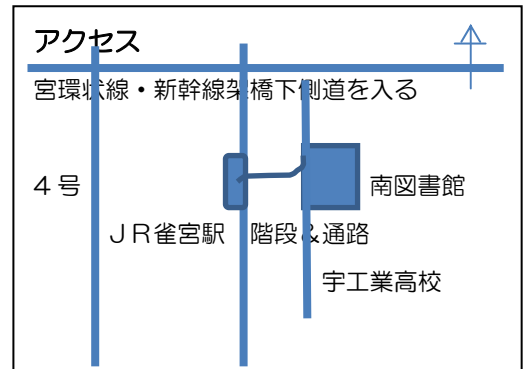 アクセス
宮環状線・新幹線架橋下側道を入る
4号
南図書館
JR雀宮駅 階段&通路
宇工業高校